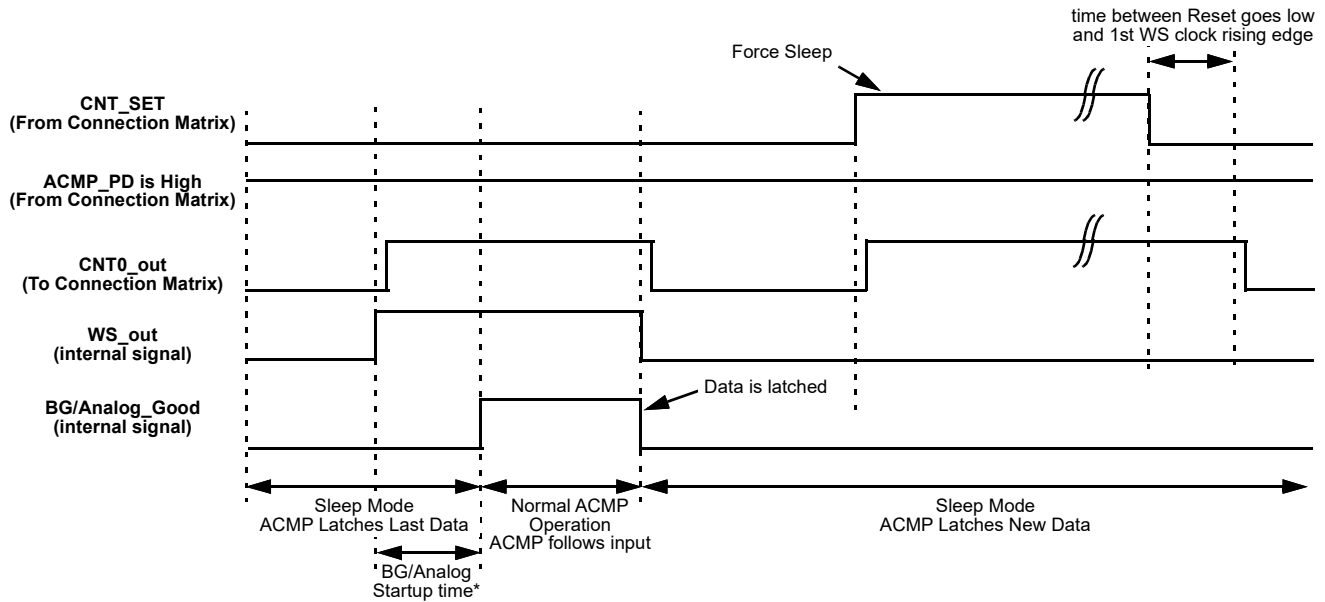 time between Reset goes low
and 1st WS clock rising edge
Force Sleep
CNT_SET
(From Connection Matrix)
ACMP_PD is High
(From Connection Matrix)
CNT0_out
(To Connection Matrix)
WS_out
(internal signal)
Data is latched
BG/Analog_Good
(internal signal)
Sleep Mode
ACMP Latches Last Data
Normal ACMP
Operation
ACMP follows input
Sleep Mode
ACMP Latches New Data
BG/Analog
Startup time*